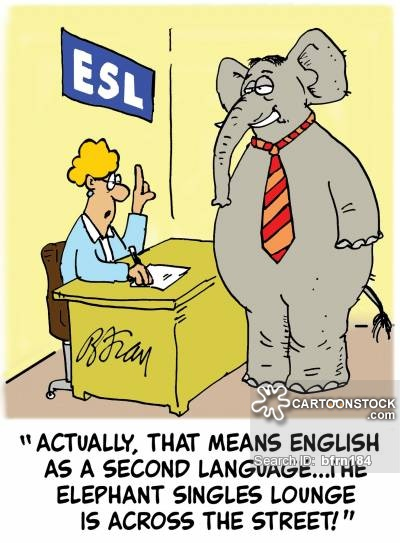 ESL
B Fran
CARTOONSTOCK
.com
Search ID: bfrn184
"ACTUALLY, THAT MEANS ENGLISH
AS A SECOND LANGUAGE...THE
ELEPHANT SINGLES LOUNGE
IS ACROSS THE STREET!"